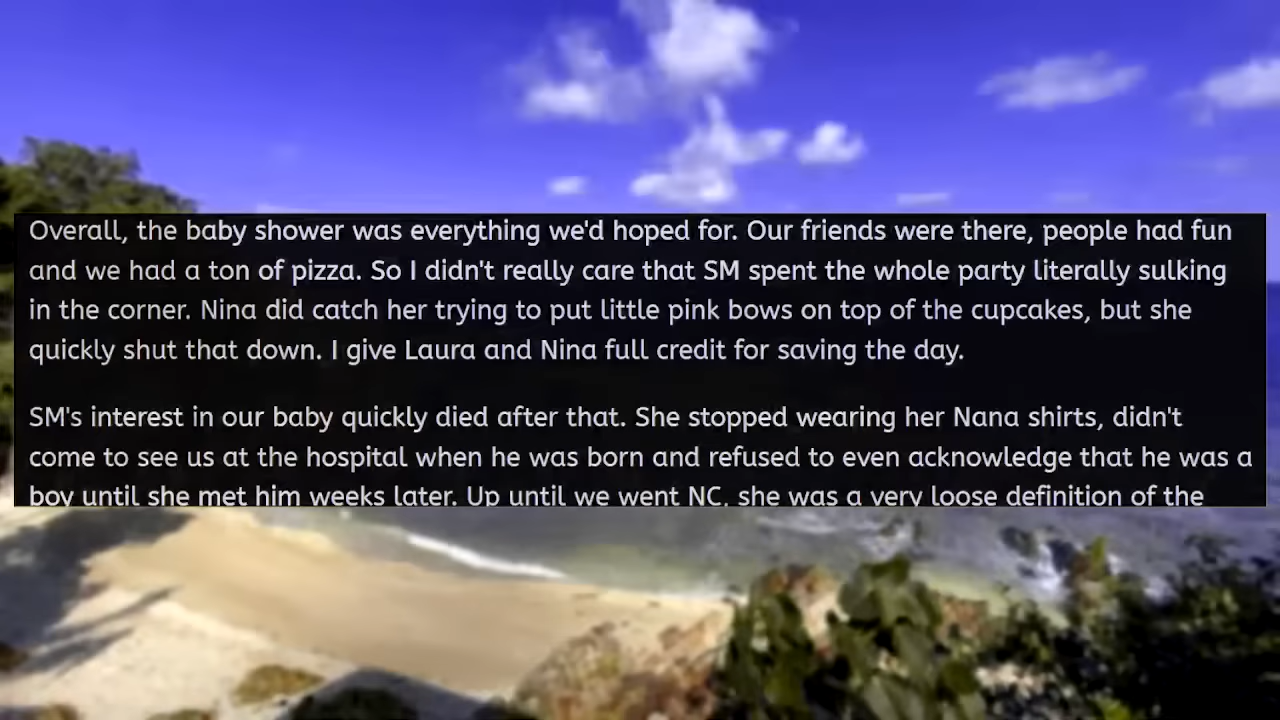 Overall, the baby shower was everything we'd hoped for. Our friends were there, people had fun
and we had a ton of pizza. So I didn't really care that SM spent the whole party literally sulking
in the corner. Nina did catch her trying to put little pink bows on top of the cupcakes, but she
quickly shut that down. I give Laura and Nina full credit for saving the day.
SM's interest in our baby quickly died after that. She stopped wearing her Nana shirts, didn't
come to see us at the hospital when he was born and refused to even acknowledge that he was a
boy until she met him weeks later. Up until we went NC, she was a very loose definition of the